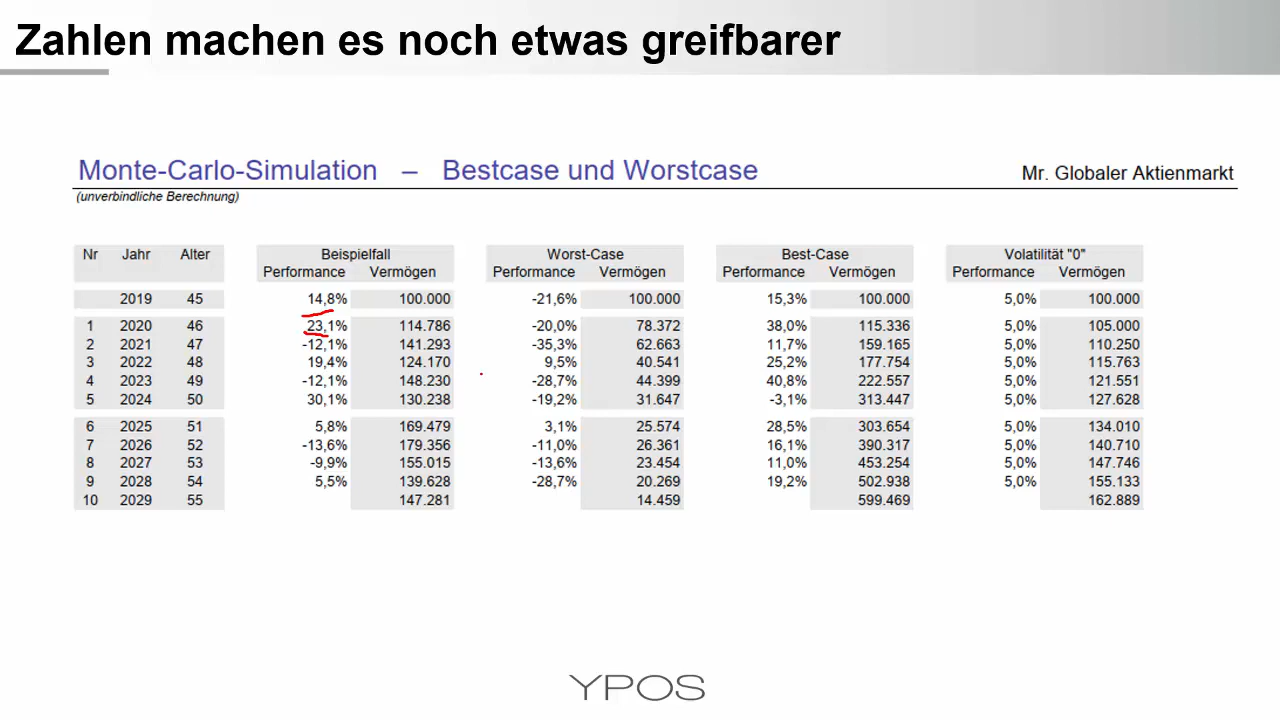 Zahlen machen es noch etwas greifbarer
Monte-Carlo-Simulation – Bestcase und Worstcase Mr. Globaler Aktienmarkt
(unverbindliche Berechnung)
Nr Jahr Alter Beispielfall Worst-Case Best-Case Volatilität "0"
Performance Vermögen Performance Vermögen Performance Vermögen Performance Vermögen
2019 45 14,8% 100.000 -21,6% 100.000 15,3% 100.000 5,0% 100.000
1 2020 46 23,1% 114.786 -20,0% 78.372 38,0% 115.336 5,0% 105.000
2 2021 47 -12,1% 141.293 -35,3% 62.663 11,7% 159.165 5,0% 110.250
3 2022 48 19,4% 124.170 9,5% 40.541 25,2% 177.754 5,0% 115.763
4 2023 49 -12,1% 148.230 -28,7% 44.399 40,8% 222.557 5,0% 121.551
5 2024 50 30,1% 130.238 -19,2% 31.647 -3,1% 313.447 5,0% 127.628
6 2025 51 5,8% 169.479 3,1% 25.574 28,5% 303.654 5,0% 134.010
7 2026 52 -13,6% 179.356 -11,0% 26.361 16,1% 390.317 5,0% 140.710
8 2027 53 -9,9% 155.015 -13,6% 23.454 11,0% 453.254 5,0% 147.746
9 2028 54 5,5% 139.628 -28,7% 20.269 19,2% 502.938 5,0% 155.133
10 2029 55 147.281 14.459 599.469 162.889
YPOS